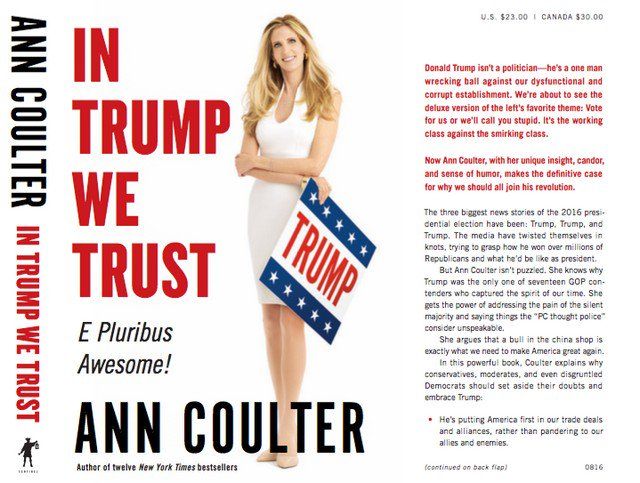 ANN COULTER IN TRUMP WE TRUST
SENTINEL
IN
TRUMP
WE
TRUST
E Pluribus
Awesome!
TRUMP
ANN COULTER
Author of twelve New York Times bestsellers
U.S. $23.00 | CANADA $30.00
Donald Trump isn't a politician—he's a one man
wrecking ball against our dysfunctional and
corrupt establishment. We're about to see the
deluxe version of the left's favorite theme: Vote
for us or we'll call you stupid. It's the working
class against the smirking class.
Now Ann Coulter, with her unique insight, candor,
and sense of humor, makes the definitive case
for why we should all join his revolution.
The three biggest news stories of the 2016 presi-
dential election have been: Trump, Trump, and
Trump. The media have twisted themselves in
knots, trying to grasp how he won over millions of
Republicans and what he'd be like as president.
But Ann Coulter isn't puzzled. She knows why
Trump was the only one of seventeen GOP con-
tenders who captured the spirit of our time. She
gets the power of addressing the pain of the silent
majority and saying things the "PC thought police"
consider unspeakable.
She argues that a bull in the china shop is
exactly what we need to make America great again.
In this powerful book, Coulter explains why
conservatives, moderates, and even disgruntled
Democrats should set aside their doubts and
embrace Trump:
• He's putting America first in our trade deals
and alliances, rather than pandering to our
allies and enemies.
(continued on back flap)
0816